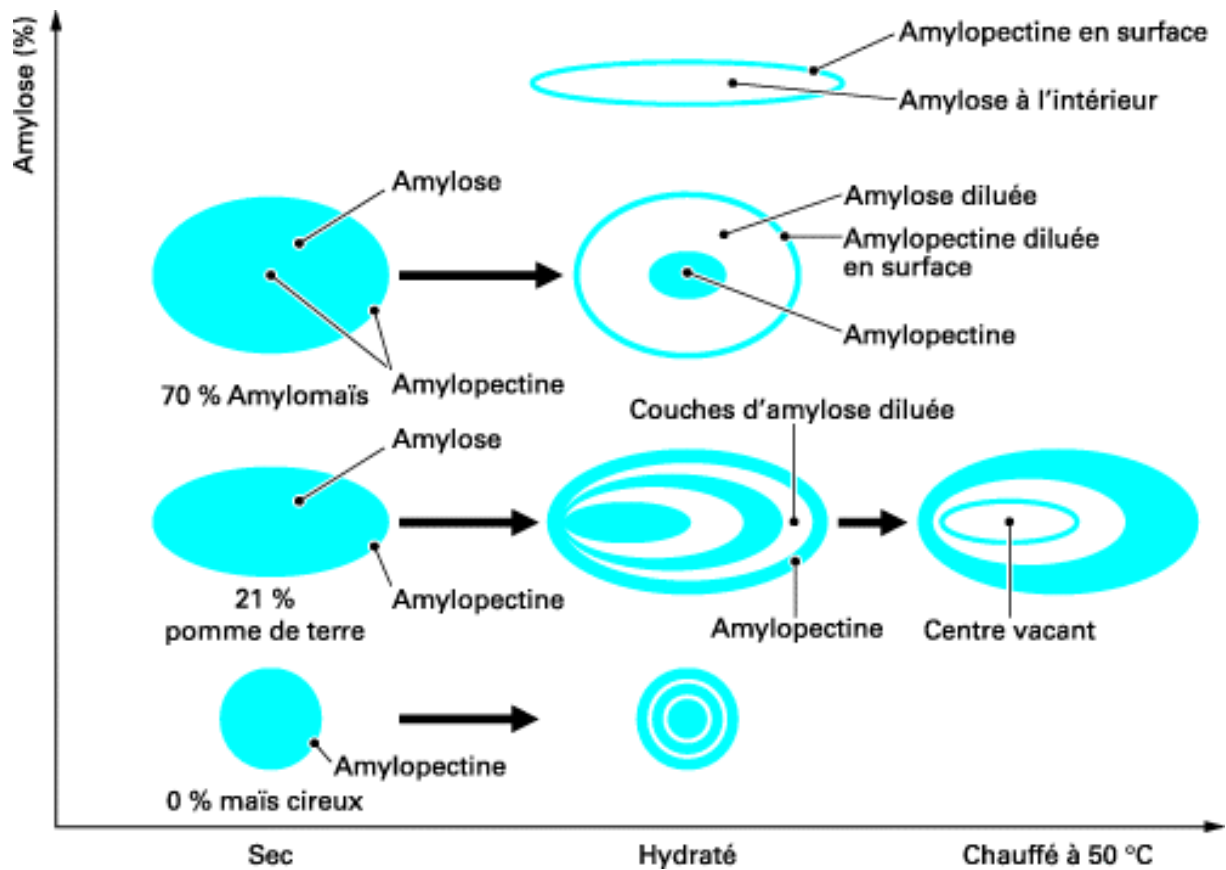 Amylose (%)
Amylopectine en surface
Amylose à l'intérieur
Amylose
Amylopectine
70 % Amylomaïs
Amylose diluée
Amylopectine diluée
en surface
Amylopectine
Amylose
Amylopectine
21 %
pomme de terre
Couches d'amylose diluée
Amylopectine
Centre vacant
Amylopectine
0 % maïs cireux
Sec
Hydraté
Chauffé à 50 °C